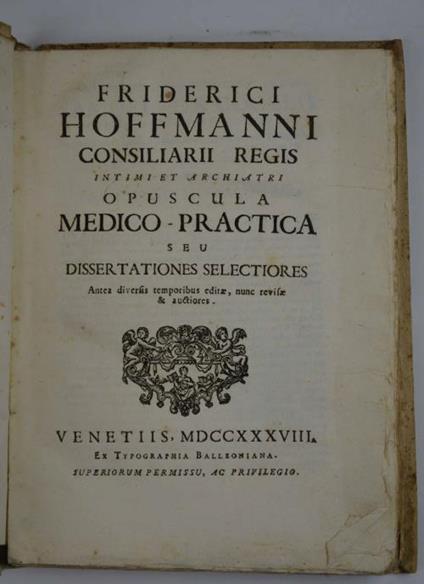 FRIDERICI
HOFFMANNI
CONSILIARII REGIS
INTIMI ET ARCHIATRI
OPUSCULA
MEDICO-PRACTICA
SEU
DISSERTATIONES SELECTIORES
Antea diversis temporibus editæ, nunc revisæ
& auctiores.
VENETIIS, MDCCXXXVIII.
EX TYPOGRAPHIA BALLEONIANA.
SUPERIORUM PERMISSU, AC PRIVILEGIO.